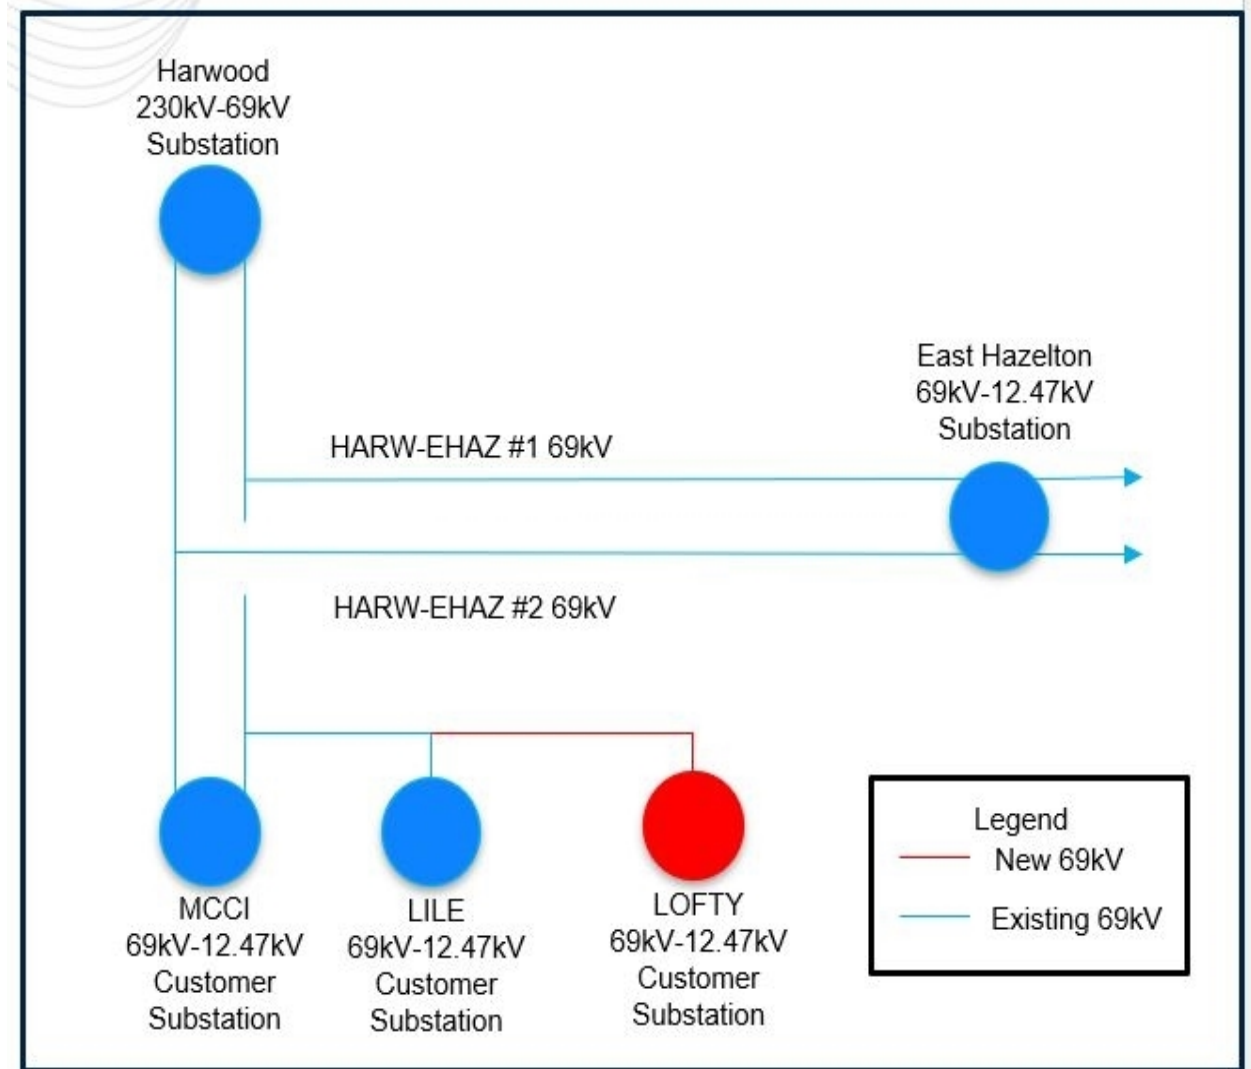 Harwood
230kV-69kV
Substation
East Hazelton
69kV-12.47kV
Substation
HARW-EHAZ #1 69kV
HARW-EHAZ #2 69kV
MCCI
69kV-12.47kV
Customer
Substation
LILE
69kV-12.47kV
Customer
Substation
LOFTY
69kV-12.47kV
Customer
Substation
Legend
New 69kV
Existing 69kV